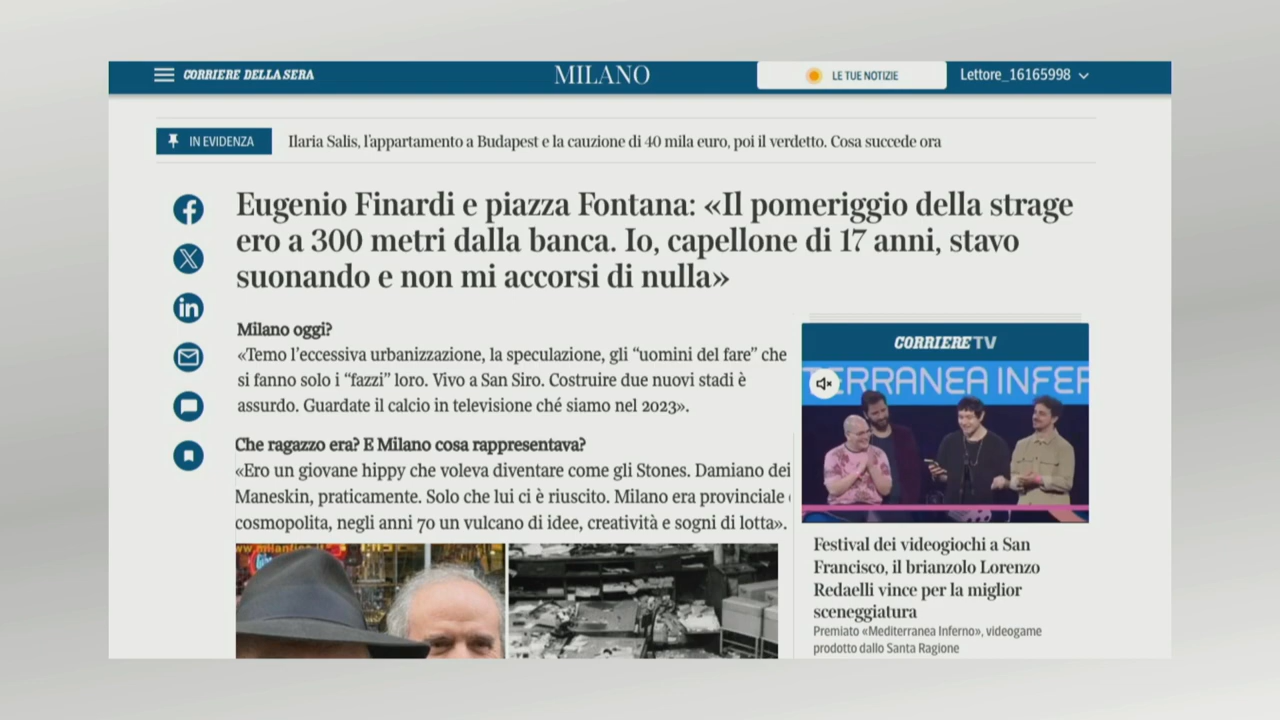 CORRIERE DELLA SERA
MILANO
LE TUE NOTIZIE
Lettore_16165998
IN EVIDENZA
Ilaria Salis, l'appartamento a Budapest e la cauzione di 40 mila euro, poi il verdetto. Cosa succede ora
Eugenio Finardi e piazza Fontana: «Il pomeriggio della strage
ero a 300 metri dalla banca. Io, capellone di 17 anni, stavo
suonando e non mi accorsi di nulla»
Milano oggi?
«Temo l'eccessiva urbanizzazione, la speculazione, gli “uomini del fare” che
si fanno solo i “fazzi” loro. Vivo a San Siro. Costruire due nuovi stadi è
assurdo. Guardate il calcio in televisione ché siamo nel 2023».
Che ragazzo era? E Milano cosa rappresentava?
«Ero un giovane hippy che voleva diventare come gli Stones. Damiano dei
Maneskin, praticamente. Solo che lui ci è riuscito. Milano era provinciale
cosmopolita, negli anni 70 un vulcano di idee, creatività e sogni di lotta».
CORRIERE TV
TERRANEA INFER
Festival dei videogiochi a San
Francisco, il brianzolo Lorenzo
Redaelli vince per la miglior
sceneggiatura
Premiato «Mediterranea Inferno», videogame
prodotto dallo Santa Ragione